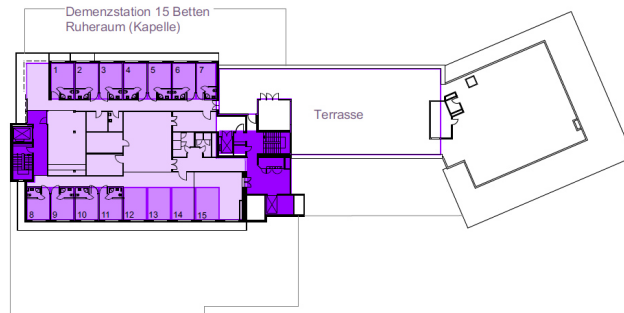 Demenzstation 15 Betten
Ruheraum (Kapelle)
1 2 3 4 5 6 7
Terrasse
8 9 10 11 12 13 14 15